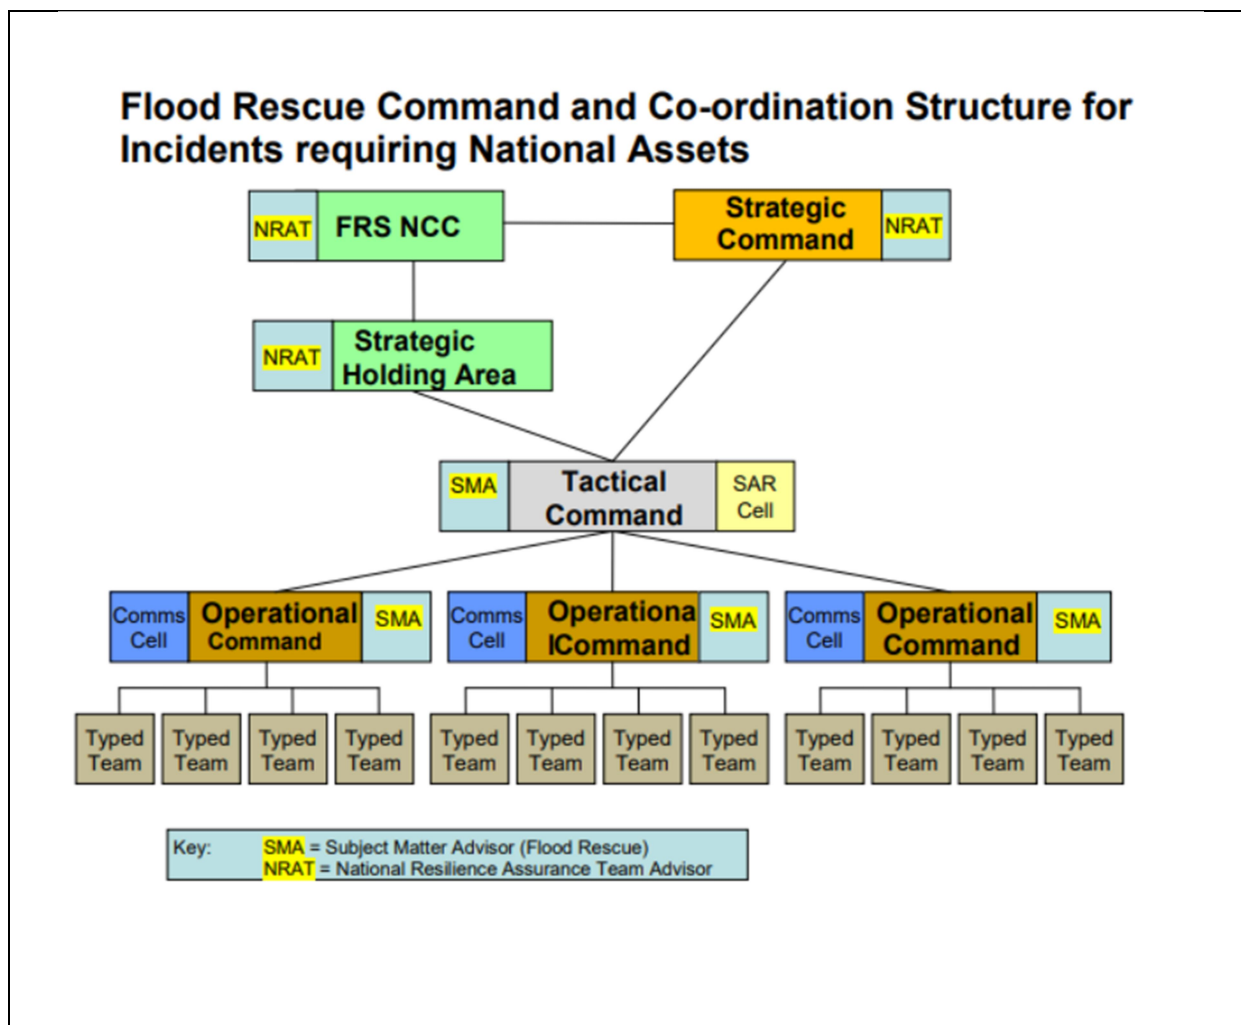 Flood Rescue Command and Co-ordination Structure for
Incidents requiring National Assets
NRAT
FRS NCC
Strategic
Command
NRAT
NRAT
Strategic
Holding Area
SMA
Tactical
Command
SAR
Cell
Comms
Cell
Operational
Command
SMA
Comms
Cell
Operationa
lCommand
SMA
Comms
Cell
Operational
Command
SMA
Typed
Team
Typed
Team
Typed
Team
Typed
Team
Typed
Team
Typed
Team
Typed
Team
Typed
Team
Typed
Team
Typed
Team
Typed
Team
Typed
Team
Key: SMA = Subject Matter Advisor (Flood Rescue)
NRAT = National Resilience Assurance Team Advisor